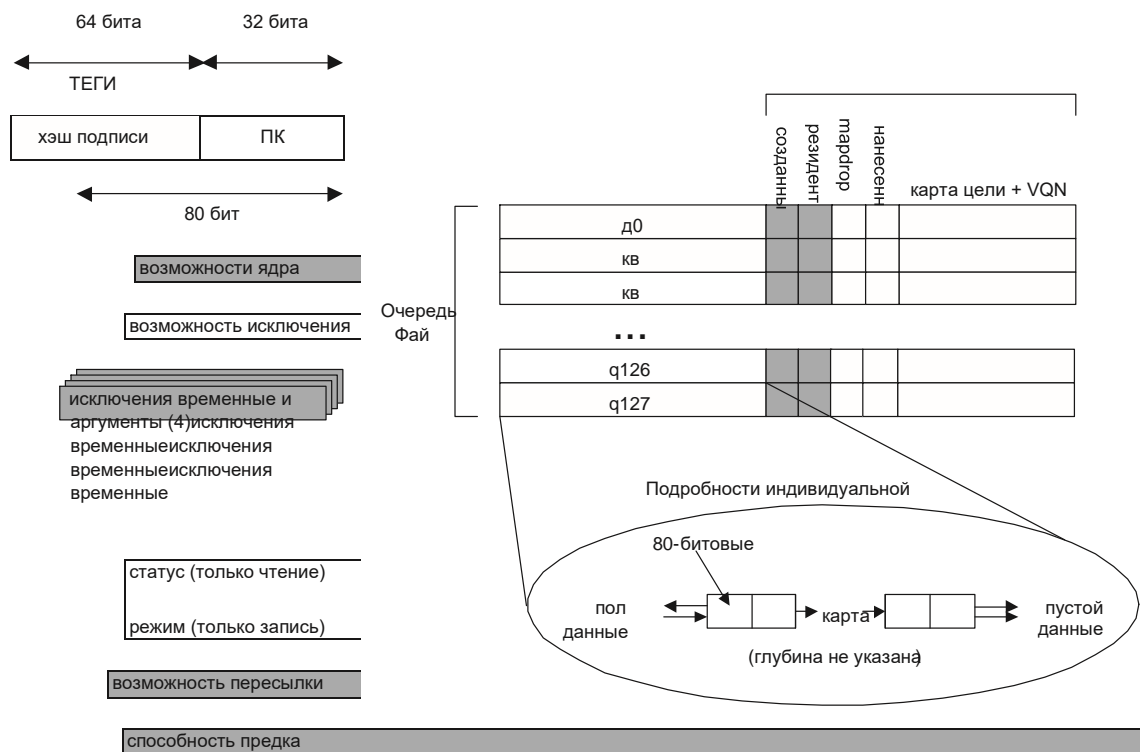 64 бита
32 бита
ТЕГИ
хэш подписи
ПК
80 бит
возможности ядра
возможность исключения
исключения временные и
аргументы (4)исключения
временныеисключения
временныеисключения
временные
статус (только чтение)
режим (только запись)
возможность пересылки
способность предка
созданны
резидент
mapdrop
нанесенн
карта цели + VQN
Очередь
Фай
д0
кв
кв
...
q126
q127
Подробности индивидуальной
80-битовые
пол
данные
карта
пустой
данные
(глубина не указана)